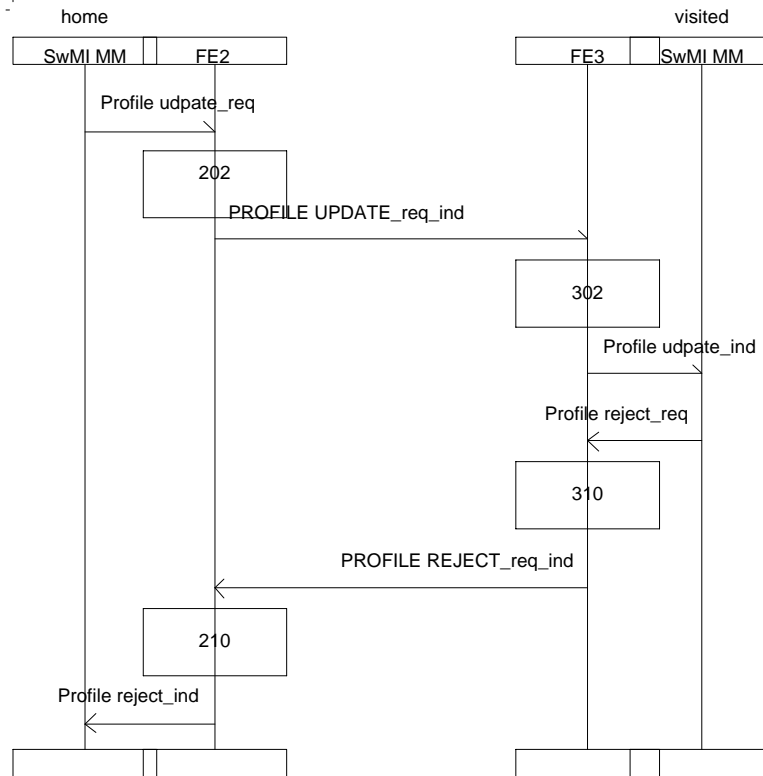 home
visited
SwMI MM
FE2
FE3
SwMI MM
Profile udpate_req
202
PROFILE UPDATE_req_ind
302
Profile udpate_ind
Profile reject_req
310
PROFILE REJECT_req_ind
210
Profile reject_ind